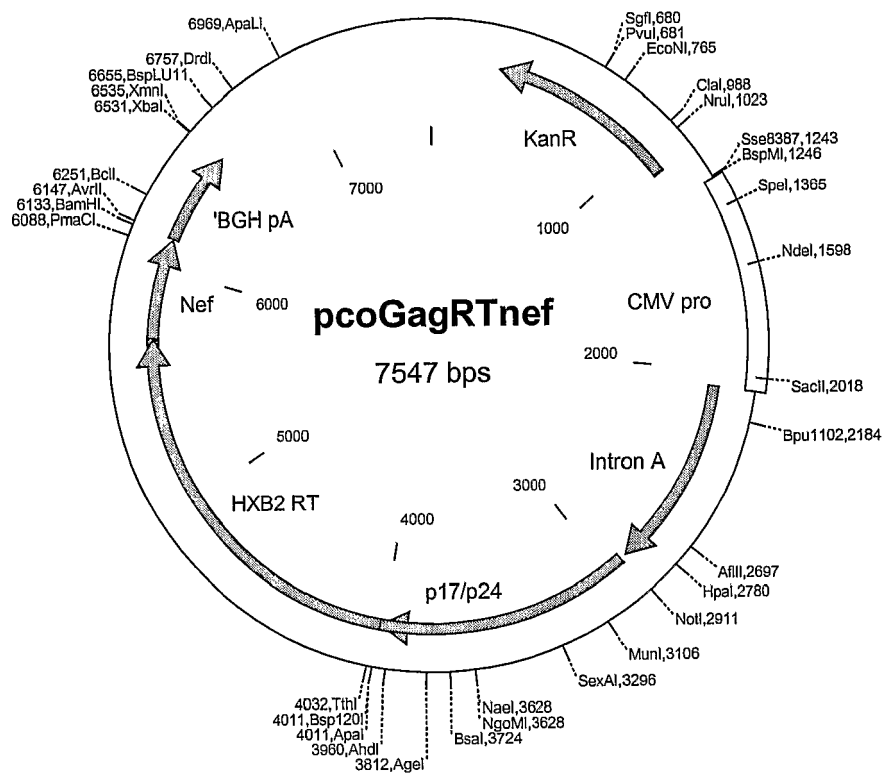 6969,ApaLI
6757,DrdI
6655,BspLU11
6535,XmnI
6531,XbaI
6251,BclI
6147,AvrII
6133,BamHI
6088,PmaCI
SgfI,680
PvuI,681
EcoNI,765
ClaI,988
NruI,1023
Sse8387,1243
BspMI,1246
SpeI,1365
NdeI,1598
SacII,2018
Bpu1102,2184
I
KanR
7000
1000
'BGH pA
Nef
6000
CMV pro
pcoGagRTnef
7547 bps
2000
5000
Intron A
3000
HXB2 RT
4000
p17/p24
AflII,2697
HpaI,2780
NotI,2911
MunI,3106
SexAI,3296
NaeI,3628
NgoMI,3628
BsaI,3724
4032,TthI
4011,Bsp120I
4011,ApaI
3960,AhdI
3812,AgeI